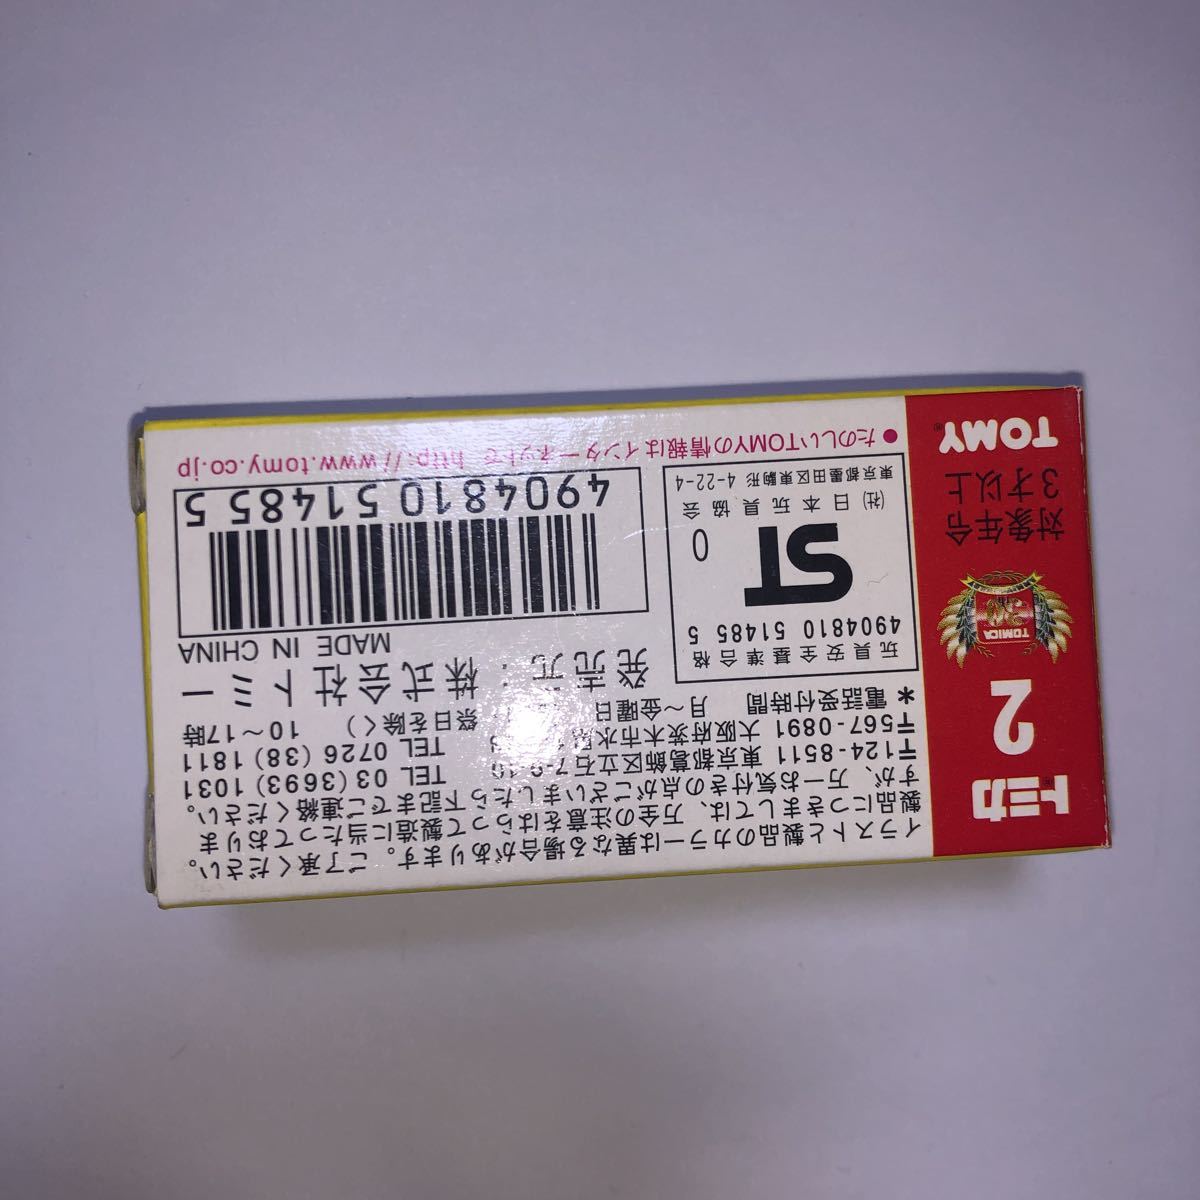 トミカ
2
TOMICA
30
対象年令
3才以上
TOMY®
イラストと製品のカラーは異なる場合があります。ご了承ください。
製品につきましては、万全の注意をはらって製造に当たっておりま
すが、万一お気付きの点がございましたら下記までご連絡ください。
〒124-8511 東京都葛飾区立石7-9-10 TEL 03(3693)1031
〒567-0891 大阪府茨木市水尾 TEL 0726(38)1811
＊電話受付時間 月〜金曜日 祭日を除く) 10〜17時
発売元：株式会社トミー
MADE IN CHINA
玩具安全基準合格
4904810 51485 5
ST
0
(社)日本玩具協会
東京都墨田区東駒形 4-22-4
4904810 51485 5
●たのしいTOMYの情報はインターネットで http://www.tomy.co.jp